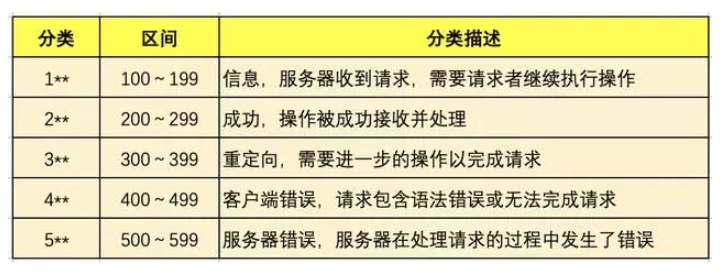 分类 区间 分类描述
1** 100~199 信息，服务器收到请求，需要请求者继续执行操作
2** 200~299 成功，操作被成功接收并处理
3** 300~399 重定向，需要进一步的操作以完成请求
4** 400~499 客户端错误，请求包含语法错误或无法完成请求
5** 500~599 服务器错误，服务器在处理请求的过程中发生了错误